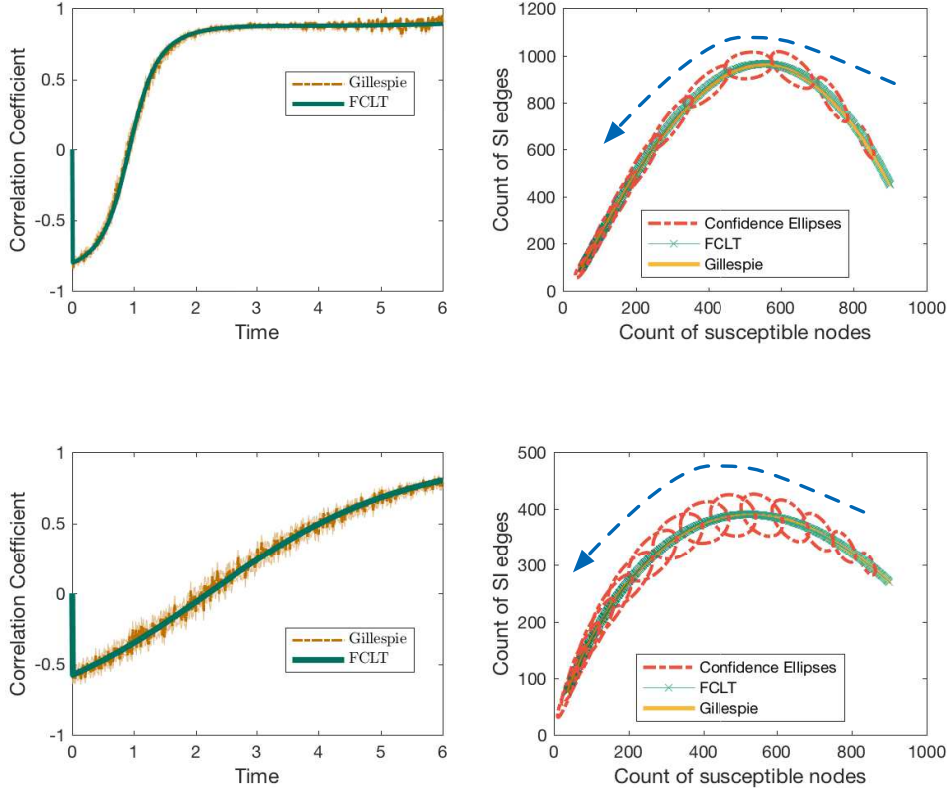 1
0.5
0
-0.5
-1
Correlation Coefficient
Gillespie
FCLT
0 1 2 3 4 5 6
Time
1200
1000
800
600
400
200
0
Count of SI edges
Confidence Ellipses
FCLT
Gillespie
0 200 400 600 800 1000
Count of susceptible nodes
1
0.5
0
-0.5
-1
Correlation Coefficient
Gillespie
FCLT
0 1 2 3 4 5 6
Time
500
400
300
200
100
0
Count of SI edges
Confidence Ellipses
FCLT
Gillespie
0 200 400 600 800 1000
Count of susceptible nodes